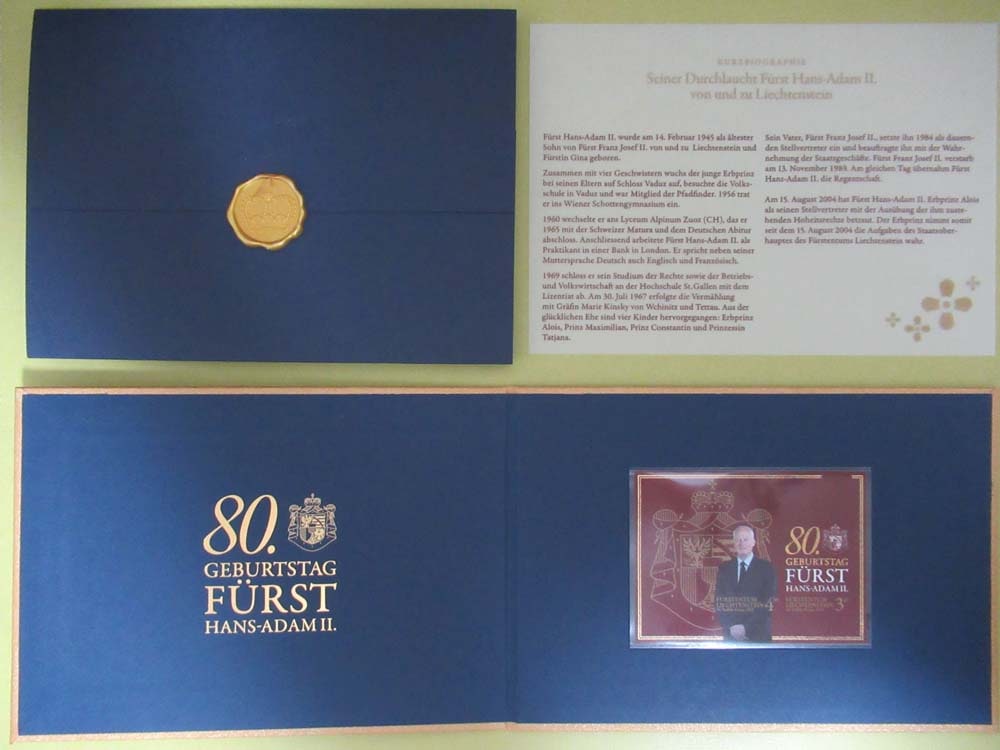 KURZBIOGRAPHIE
Seiner Durchlaucht Fürst Hans-Adam II.
von und zu Liechtenstein
Fürst Hans-Adam II. wurde am 14. Februar 1945 als ältester
Sohn von Fürst Franz Josef II. von und zu Liechtenstein und
Fürstin Gina geboren.
Zusammen mit vier Geschwistern wuchs der junge Erbprinz
bei seinen Eltern auf Schloss Vaduz auf, besuchte die Volks-
schule in Vaduz und war Mitglied der Pfadfinder. 1956 trat
er ins Wiener Schottengymnasium ein.
1960 wechselte er ans Lyceum Alpinum Zuoz (CH), das er
1965 mit der Schweizer Matura und dem Deutschen Abitur
abschloss. Anschliessend arbeitete Fürst Hans-Adam II. als
Praktikant in einer Bank in London. Er spricht neben seiner
Muttersprache Deutsch auch Englisch und Französisch.
1969 schloss er sein Studium der Rechte sowie der Betriebs-
und Volkswirtschaft an der Hochschule St.Gallen mit dem
Lizentiat ab. Am 30. Juli 1967 erfolgte die Vermählung
mit Gräfin Marie Kinsky von Wchinitz und Tettau. Aus der
glücklichen Ehe sind vier Kinder hervorgegangen: Erbprinz
Alois, Prinz Maximilian, Prinz Constantin und Prinzessin
Tatjana.
Sein Vater, Fürst Franz Josef II., setzte ihn 1984 als dauern-
den Stellvertreter ein und beauftragte ihn mit der Wahr-
nehmung der Staatsgeschäfte. Fürst Franz Josef II. verstarb
am 13. November 1989. Am gleichen Tag übernahm Fürst
Hans-Adam II. die Regentschaft.
Am 15. August 2004 hat Fürst Hans-Adam II. Erbprinz Alois
als seinen Stellvertreter mit der Ausübung der ihm zuste-
henden Hoheitsrechte betraut. Der Erbprinz nimmt somit
seit dem 15. August 2004 die Aufgaben des Staatsober-
hauptes des Fürstentums Liechtenstein wahr.
80.
GEBURTSTAG
FÜRST
HANS-ADAM II.
80.
GEBURTSTAG
FÜRST
HANS-ADAM II.
FÜRSTENTUM
LIECHTENSTEIN
FÜRSTENTUM
LIECHTENSTEIN 3